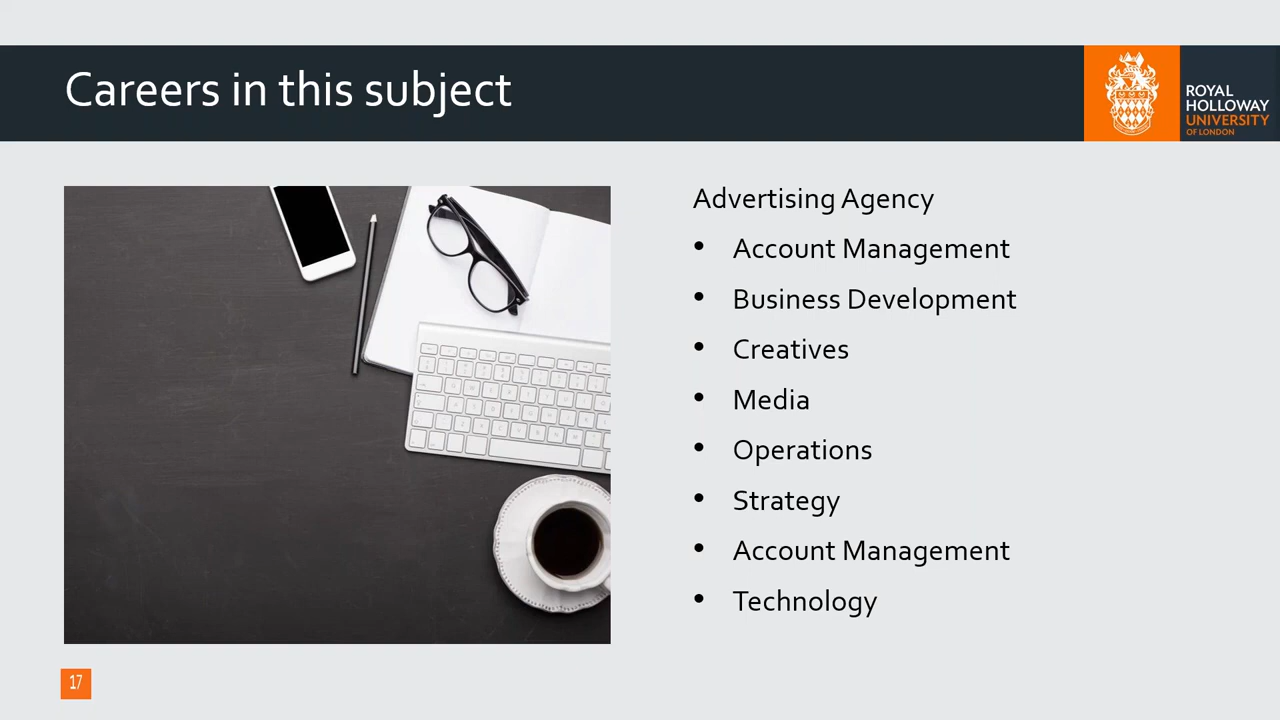 Careers in this subject
ROYAL
HOLLOWAY
UNIVERSITY
OF LONDON
Advertising Agency
• Account Management
• Business Development
• Creatives
• Media
• Operations
• Strategy
• Account Management
• Technology
17